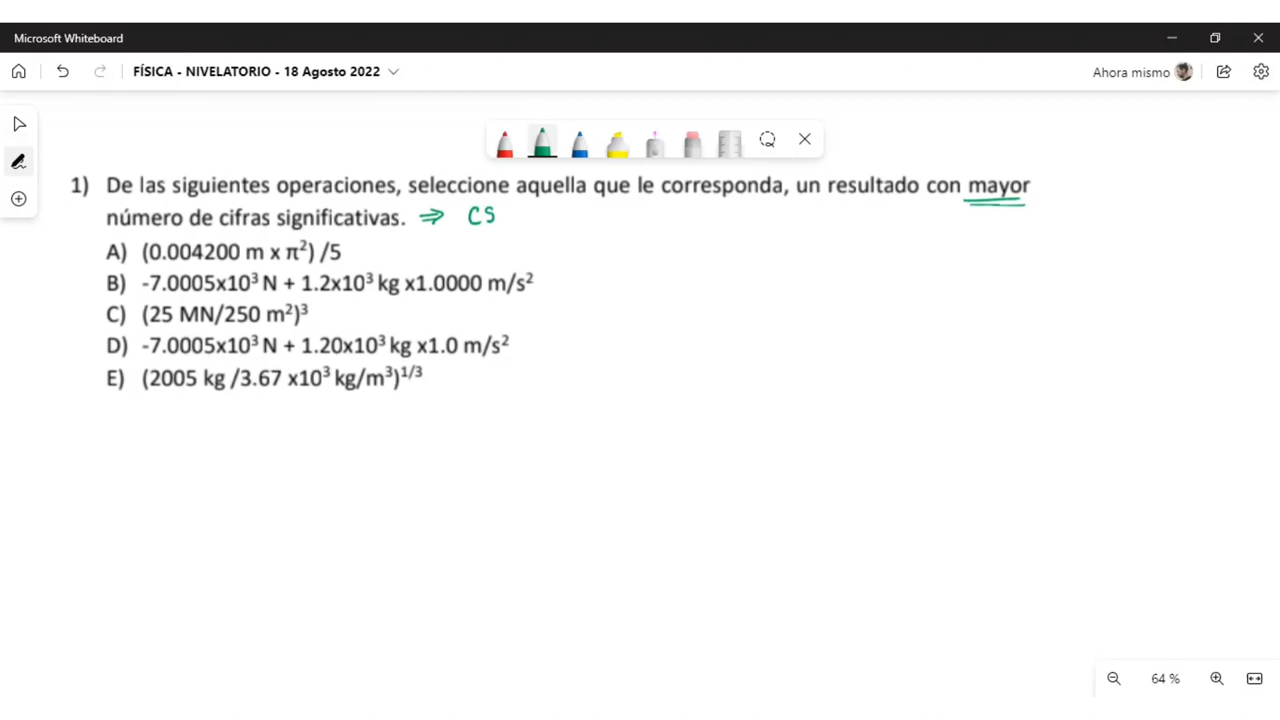 Microsoft Whiteboard
FÍSICA - NIVELATORIO - 18 Agosto 2022
Ahora mismo
1) De las siguientes operaciones, seleccione aquella que le corresponda, un resultado con mayor
número de cifras significativas. ⇒ CS
A) (0.004200 m x π²) /5
B) -7.0005x10³ N + 1.2x10³ kg x1.0000 m/s²
C) (25 MN/250 m²)³
D) -7.0005x10³ N + 1.20x10³ kg x1.0 m/s²
E) (2005 kg /3.67 x10³ kg/m³)¹/³
64 %